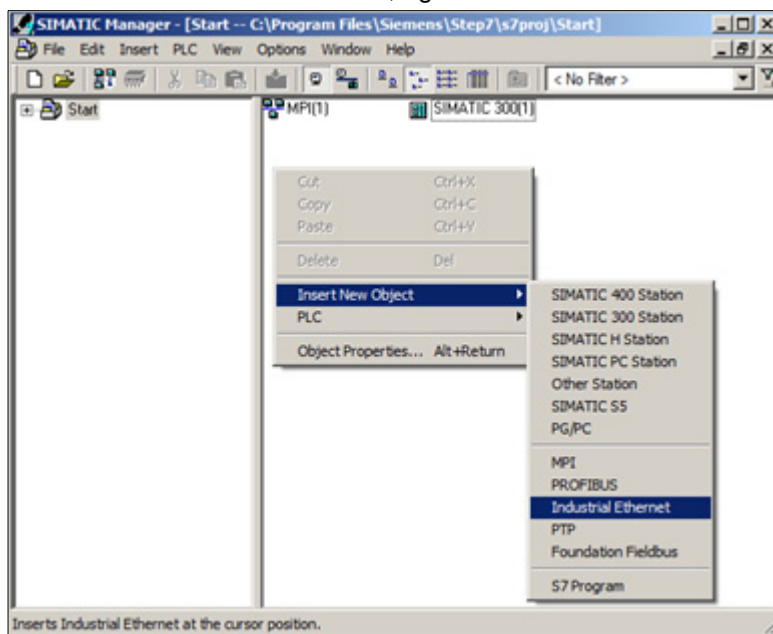 SIMATIC Manager - [Start -- C:\Program Files\Siemens\Step7\s7proj\Start]
File Edit Insert PLC View Options Window Help
< No Filter >
Start
MPI(1) SIMATIC 300(1)
Cut Ctrl+X
Copy Ctrl+C
Paste Ctrl+V
Delete Del
Insert New Object
PLC
Object Properties... Alt+Return
SIMATIC 400 Station
SIMATIC 300 Station
SIMATIC H Station
SIMATIC PC Station
Other Station
SIMATIC S5
PG/PC
MPI
PROFIBUS
Industrial Ethernet
PTP
Foundation Fieldbus
S7 Program
Inserts Industrial Ethernet at the cursor position.